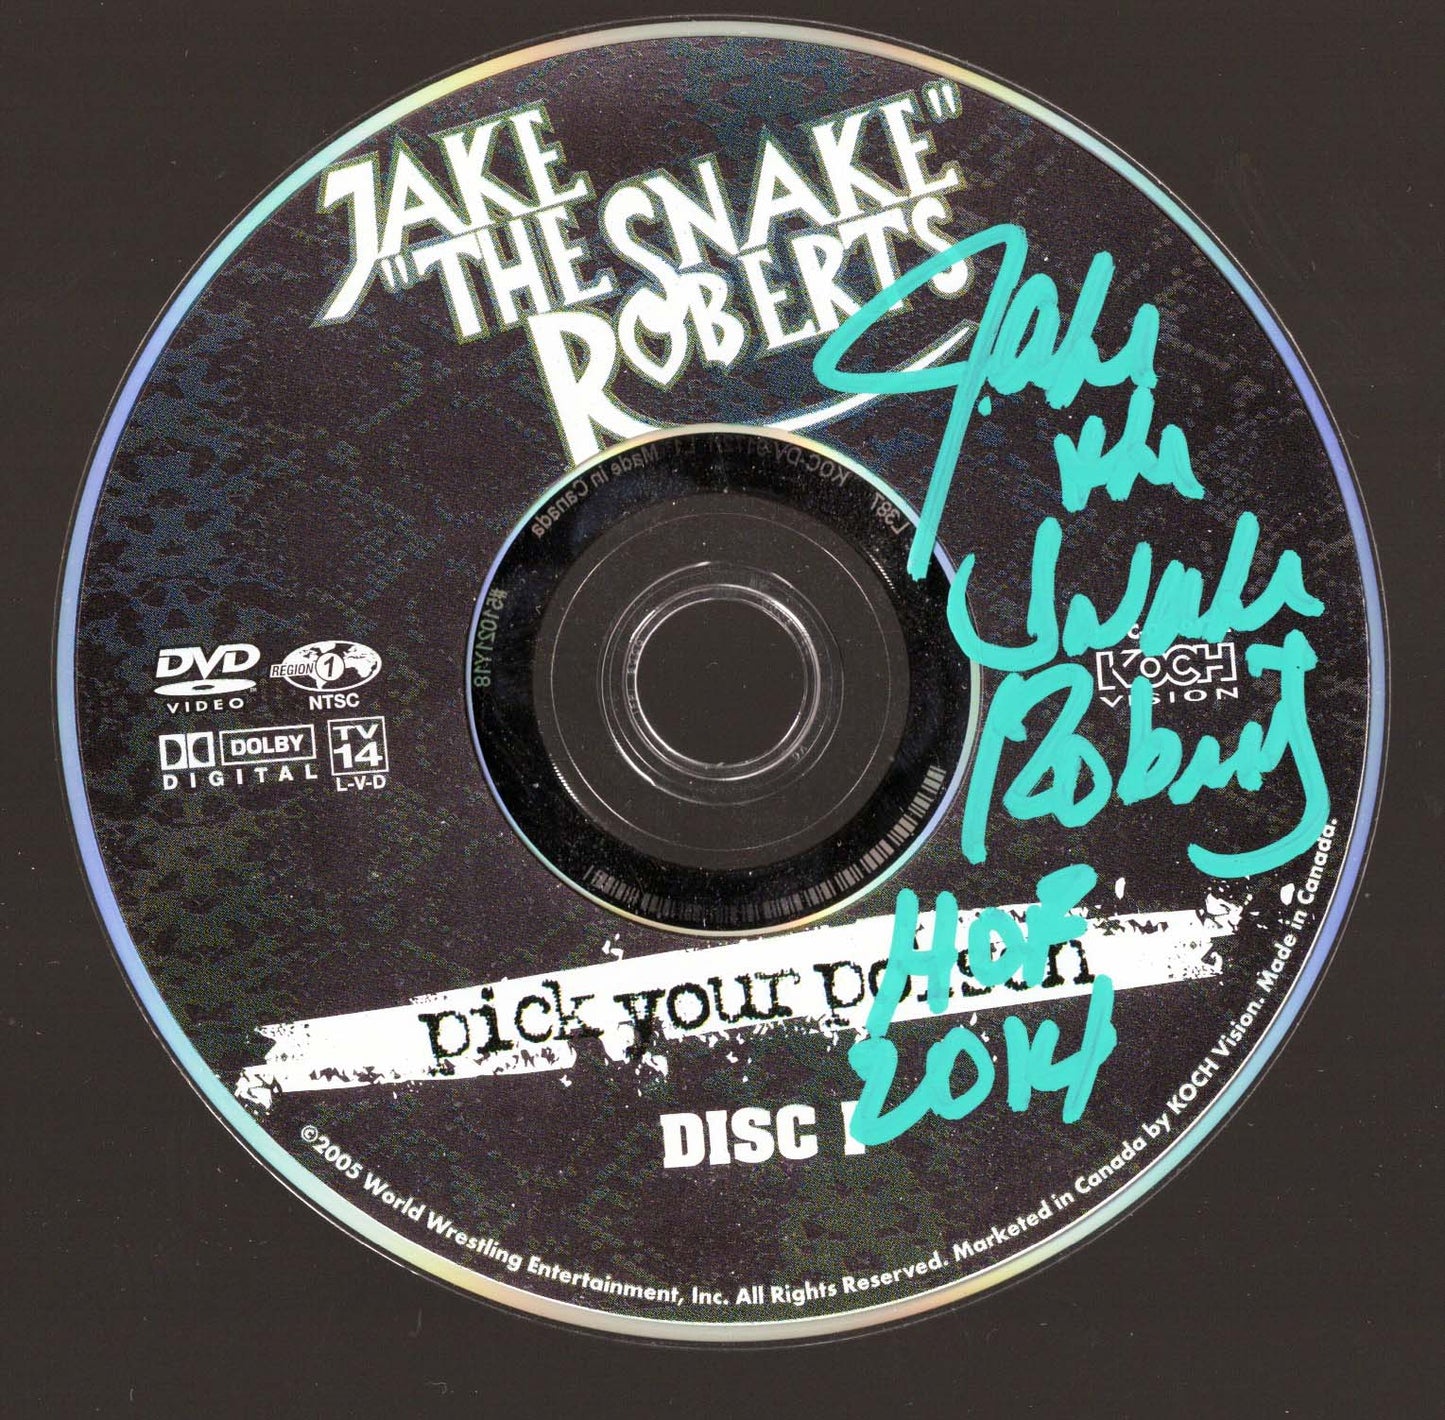 JAKE
"THE SNAKE"
ROBERTS
Jake
the
Snake
Roberts
HOF
2014
DVD
VIDEO
REGION 1
NTSC
DOLBY
DIGITAL
TV
14
L-V-D
KOCH
VISION
Made in Canada
L387
pick your poison
DISC 1
©2005 World Wrestling Entertainment, Inc. All Rights Reserved. Marketed in Canada by KOCH Vision. Made in Canada.